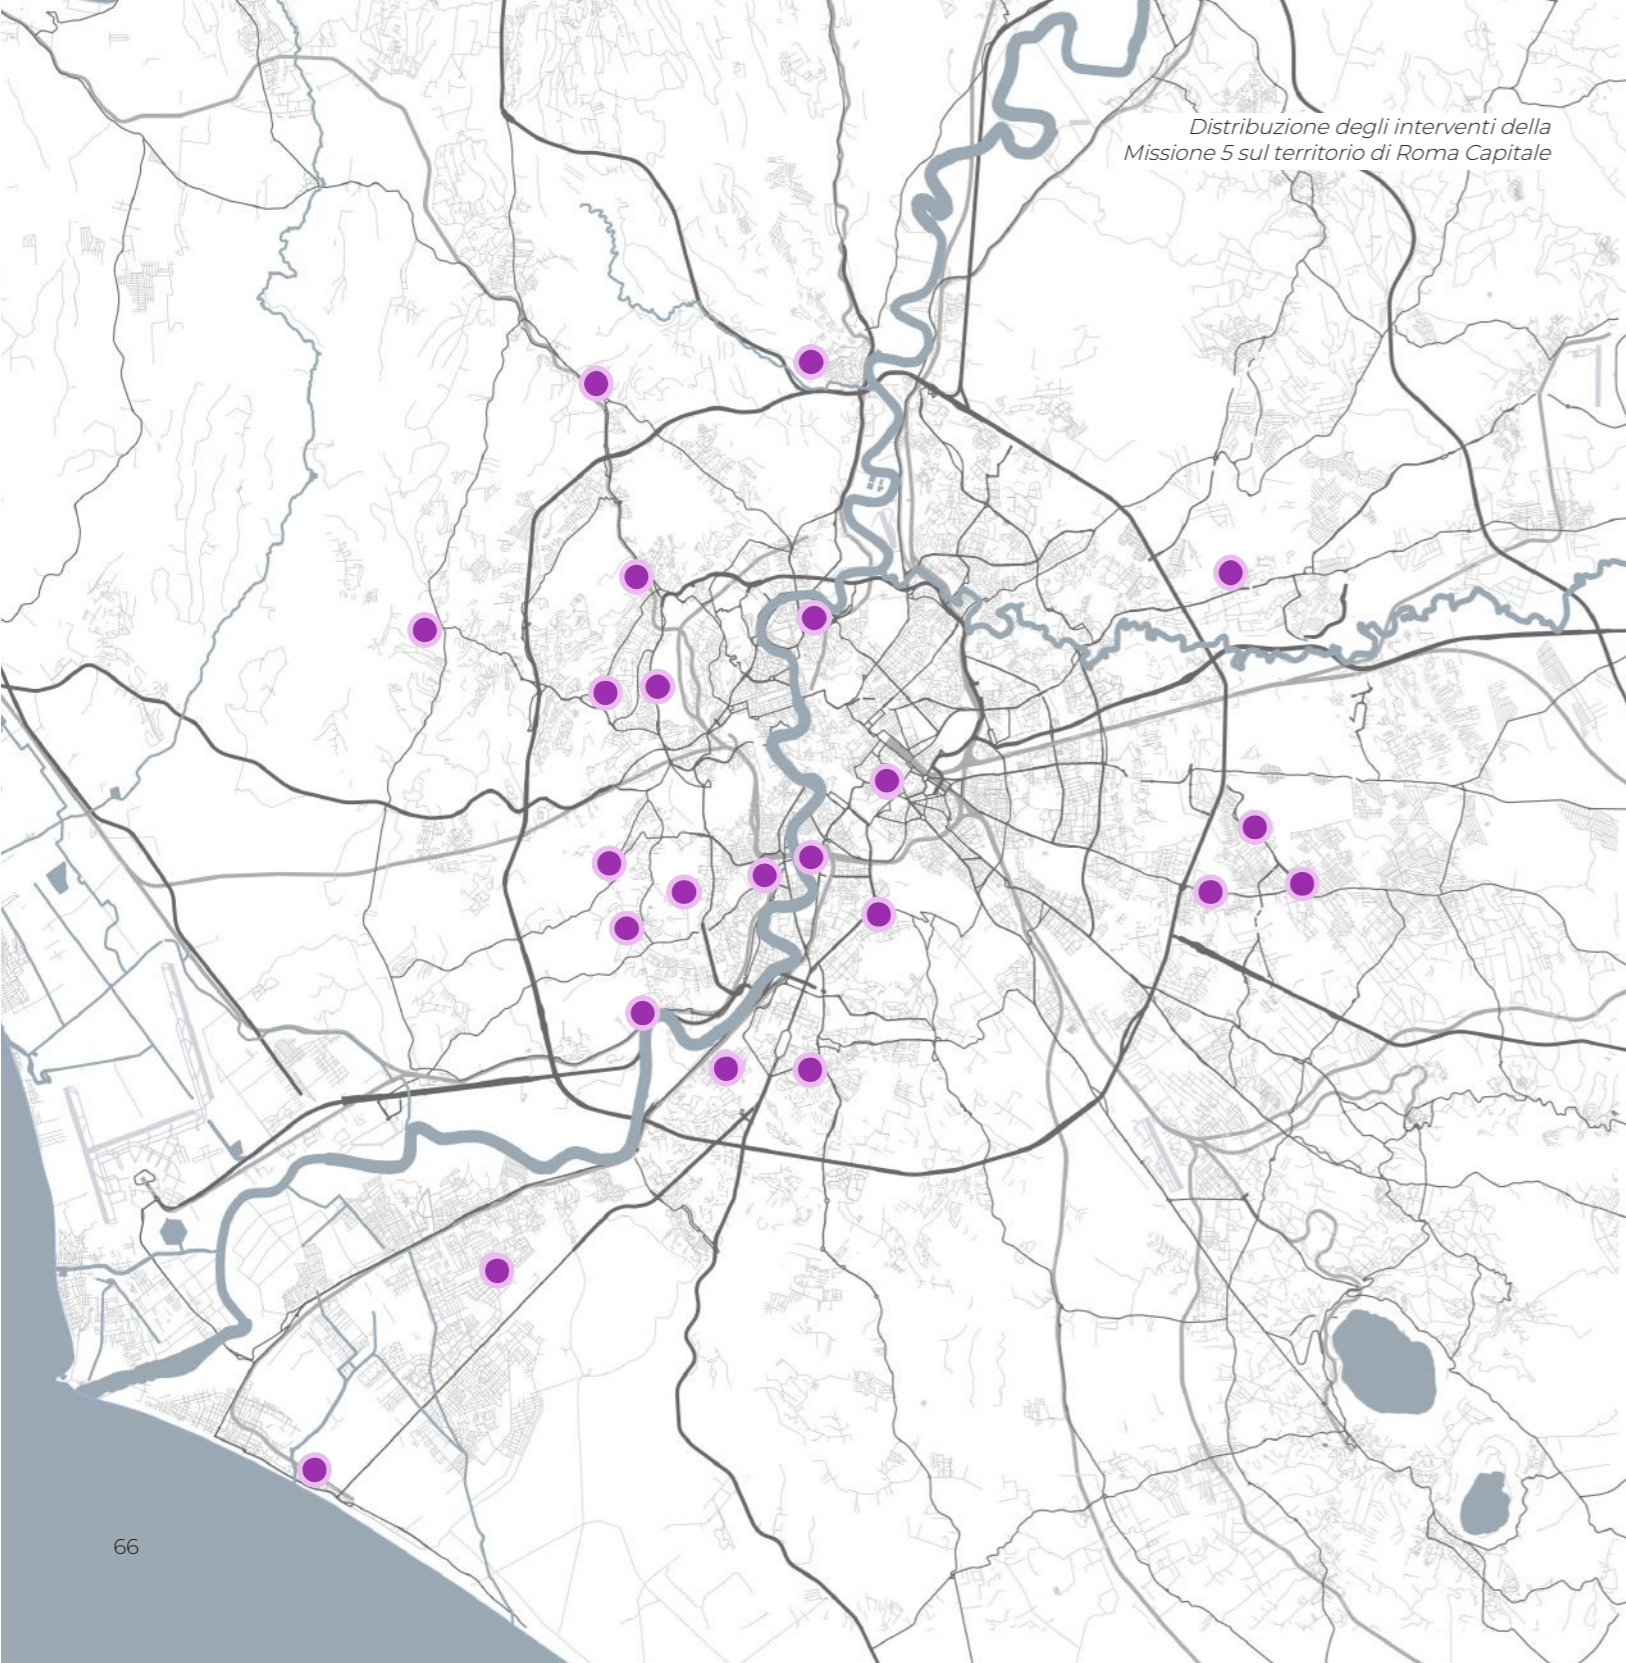 Distribuzione degli interventi della
Missione 5 sul territorio di Roma Capitale
66